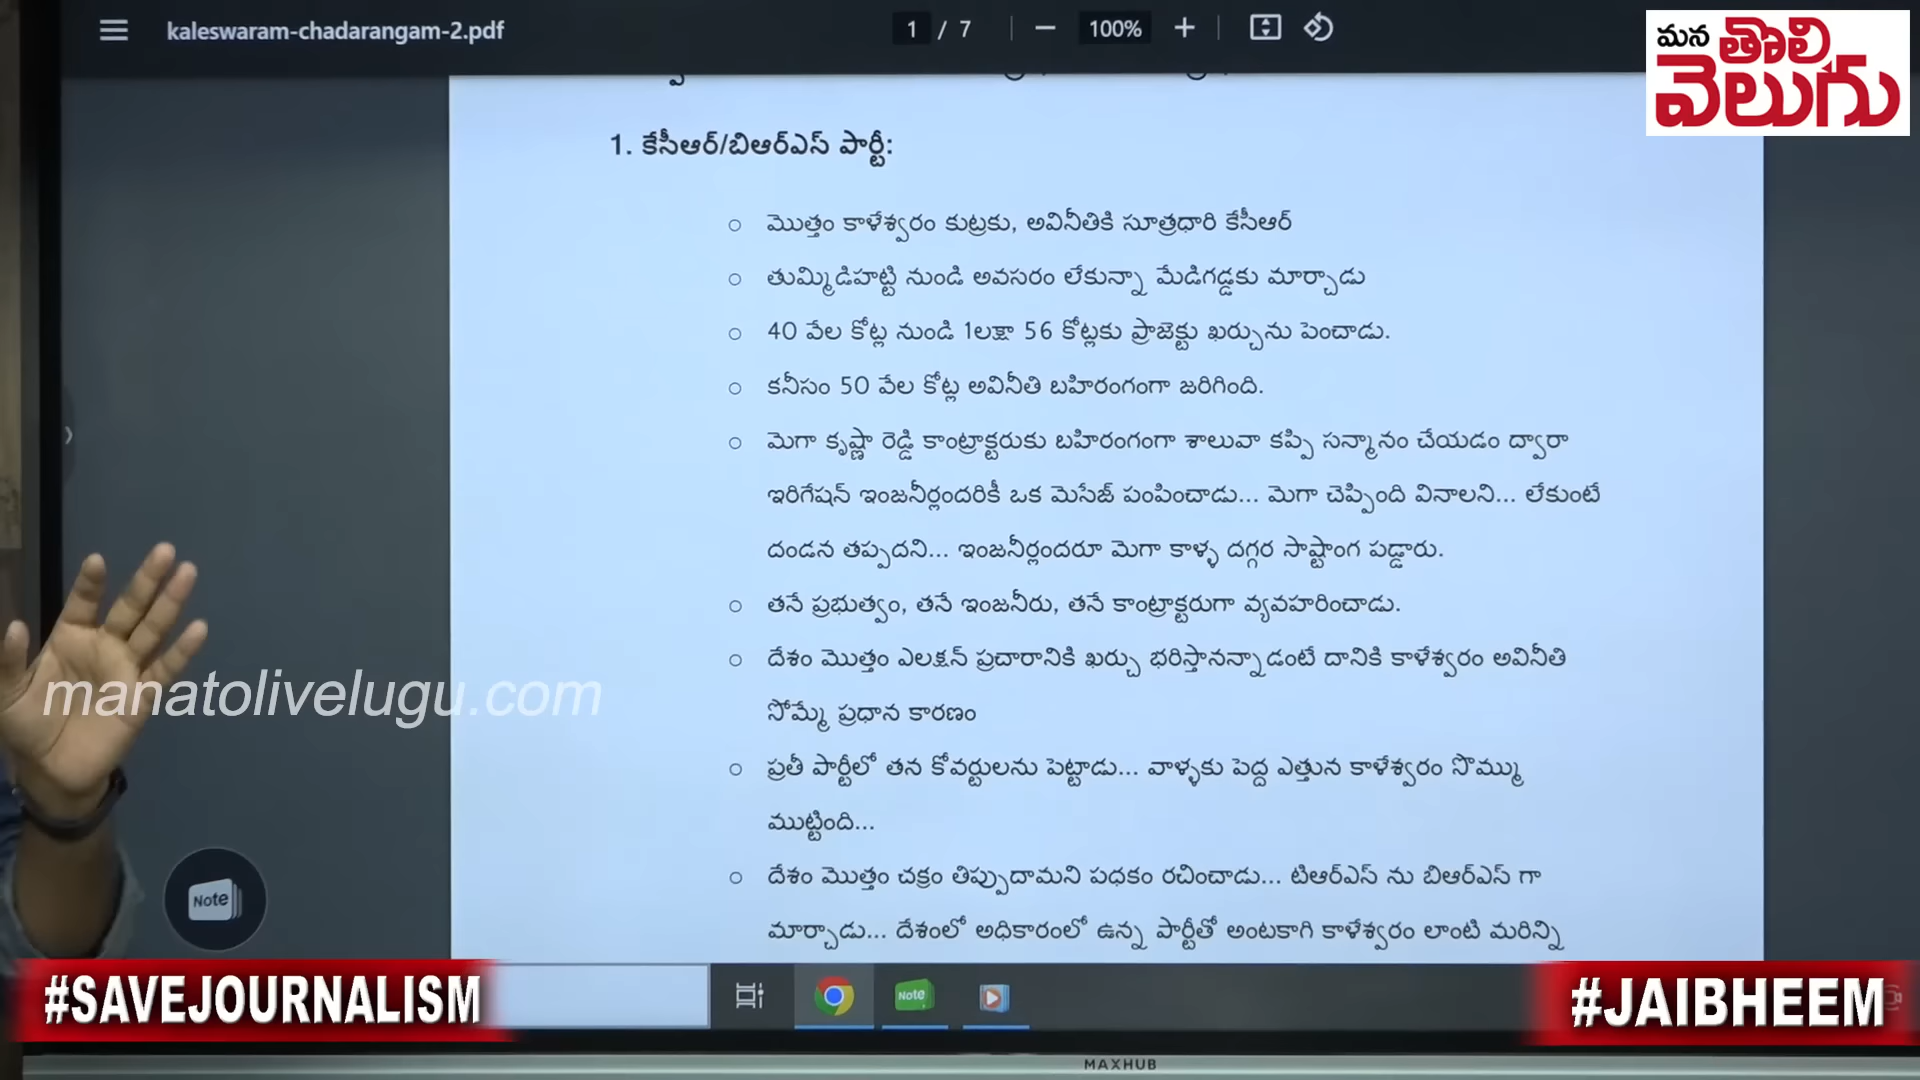 kaleswaram-chadarangam-2.pdf
1 / 7
100%
మన
తొలి
వెలుగు
1. కేసీఆర్/బిఆర్ఎస్ పార్టీ:
మొత్తం కాళేశ్వరం కుట్రకు, అవినీతికి సూత్రధారి కేసీఆర్
తుమ్మిడిహట్టి నుండి అవసరం లేకున్నా మేడిగడ్డకు మార్చాడు
40 వేల కోట్ల నుండి 1లక్షా 56 కోట్లకు ప్రాజెక్టు ఖర్చును పెంచాడు.
కనీసం 50 వేల కోట్ల అవినీతి బహిరంగంగా జరిగింది.
మెగా కృష్ణా రెడ్డి కాంట్రాక్టరుకు బహిరంగంగా శాలువా కప్పి సన్మానం చేయడం ద్వారా
ఇరిగేషన్ ఇంజనీర్లందరికీ ఒక మెసేజ్ పంపించాడు... మెగా చెప్పింది వినాలని... లేకుంటే
దండన తప్పదని... ఇంజనీర్లందరూ మెగా కాళ్ళ దగ్గర సాష్టాంగ పడ్డారు.
తనే ప్రభుత్వం, తనే ఇంజనీరు, తనే కాంట్రాక్టరుగా వ్యవహరించాడు.
దేశం మొత్తం ఎలక్షన్ ప్రచారానికి ఖర్చు భరిస్తానన్నాడంటే దానికి కాళేశ్వరం అవినీతి
సోమ్మే ప్రధాన కారణం
ప్రతీ పార్టీలో తన కోవర్టులను పెట్టాడు... వాళ్ళకు పెద్ద ఎత్తున కాళేశ్వరం సొమ్ము
ముట్టింది...
దేశం మొత్తం చక్రం తిప్పుదామని పధకం రచించాడు... టిఆర్ఎస్ ను బిఆర్ఎస్ గా
మార్చాడు... దేశంలో అధికారంలో ఉన్న పార్టీతో అంటకాగి కాళేశ్వరం లాంటి మరిన్ని
manatolivelugu.com
Note
#SAVEJOURNALISM
Note
#JAIBHEEM
MAXHUB